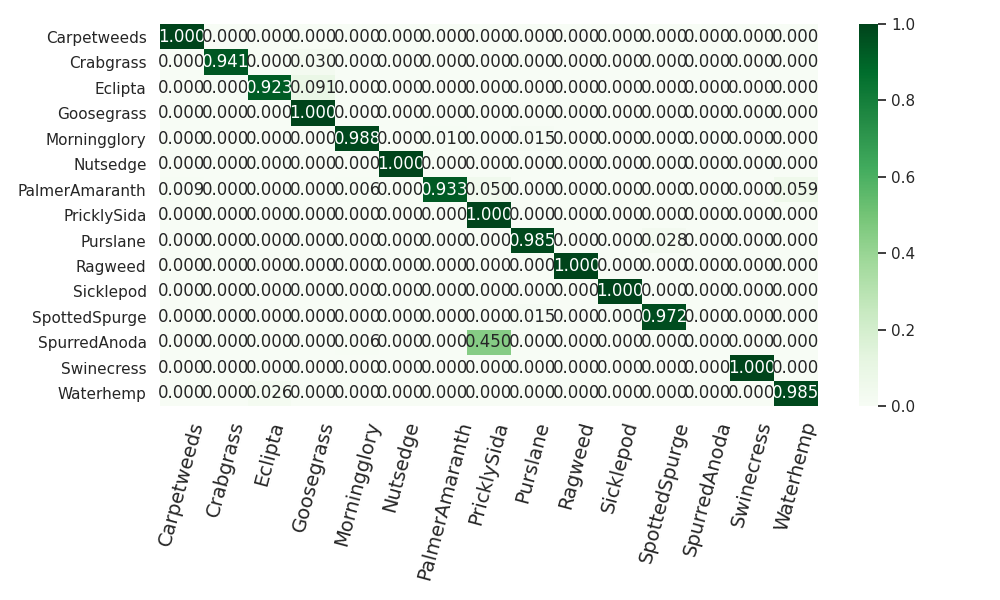 Carpetweeds 1.000 0.000 0.000 0.000 0.000 0.000 0.000 0.000 0.000 0.000 0.000 0.000 0.000 0.000 0.000
Crabgrass 0.000 0.941 0.000 0.030 0.000 0.000 0.000 0.000 0.000 0.000 0.000 0.000 0.000 0.000 0.000
Eclipta 0.000 0.000 0.923 0.091 0.000 0.000 0.000 0.000 0.000 0.000 0.000 0.000 0.000 0.000 0.000
Goosegrass 0.000 0.000 0.000 1.000 0.000 0.000 0.000 0.000 0.000 0.000 0.000 0.000 0.000 0.000 0.000
Morningglory 0.000 0.000 0.000 0.000 0.988 0.000 0.010 0.000 0.015 0.000 0.000 0.000 0.000 0.000 0.000
Nutsedge 0.000 0.000 0.000 0.000 0.000 1.000 0.000 0.000 0.000 0.000 0.000 0.000 0.000 0.000 0.000
PalmerAmaranth 0.009 0.000 0.000 0.000 0.006 0.000 0.933 0.050 0.000 0.000 0.000 0.000 0.000 0.000 0.059
PricklySida 0.000 0.000 0.000 0.000 0.000 0.000 0.000 1.000 0.000 0.000 0.000 0.000 0.000 0.000 0.000
Purslane 0.000 0.000 0.000 0.000 0.000 0.000 0.000 0.000 0.985 0.000 0.000 0.028 0.000 0.000 0.000
Ragweed 0.000 0.000 0.000 0.000 0.000 0.000 0.000 0.000 0.000 1.000 0.000 0.000 0.000 0.000 0.000
Sicklepod 0.000 0.000 0.000 0.000 0.000 0.000 0.000 0.000 0.000 0.000 1.000 0.000 0.000 0.000 0.000
SpottedSpurge 0.000 0.000 0.000 0.000 0.000 0.000 0.000 0.000 0.015 0.000 0.000 0.972 0.000 0.000 0.000
SpurredAnoda 0.000 0.000 0.000 0.000 0.006 0.000 0.000 0.450 0.000 0.000 0.000 0.000 0.000 0.000 0.000
Swinecress 0.000 0.000 0.000 0.000 0.000 0.000 0.000 0.000 0.000 0.000 0.000 0.000 0.000 1.000 0.000
Waterhemp 0.000 0.000 0.026 0.000 0.000 0.000 0.000 0.000 0.000 0.000 0.000 0.000 0.000 0.000 0.985
Carpetweeds
Crabgrass
Eclipta
Goosegrass
Morningglory
Nutsedge
PalmerAmaranth
PricklySida
Purslane
Ragweed
Sicklepod
SpottedSpurge
SpurredAnoda
Swinecress
Waterhemp
1.0
0.8
0.6
0.4
0.2
0.0